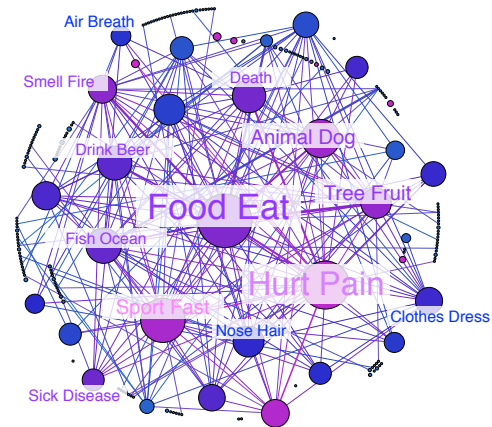 Air Breath
Smell Fire
Death
Animal Dog
Drink Beer
Tree Fruit
Food Eat
Fish Ocean
Hurt Pain
Sport Fast
Clothes Dress
Nose Hair
Sick Disease